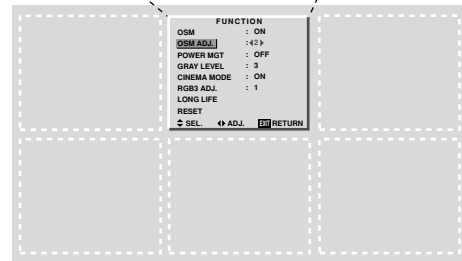 FUNCTION
OSM : ON
OSM ADJ. :◀2▶
POWER MGT : OFF
GRAY LEVEL : 3
CINEMA MODE : ON
RGB3 ADJ. : 1
LONG LIFE
RESET
SEL. ◀▶ ADJ. EXIT RETURN